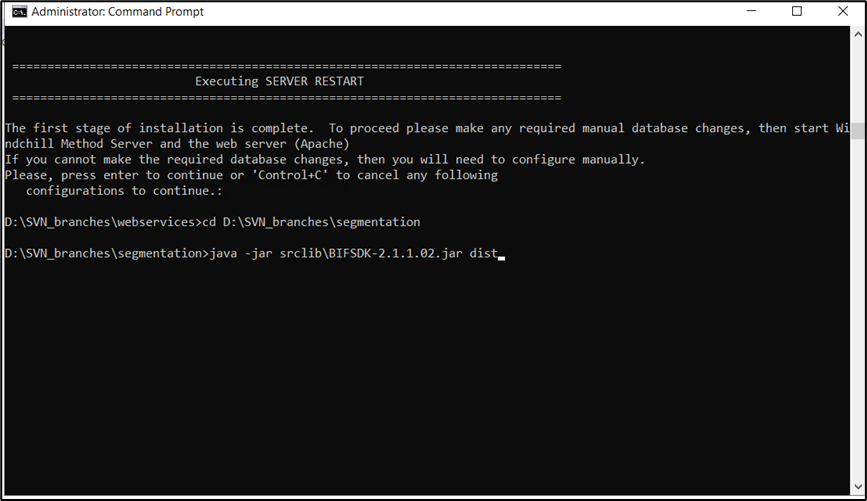 Administrator: Command Prompt
==============================================================================
Executing SERVER RESTART
==============================================================================
The first stage of installation is complete.  To proceed please make any required manual database changes, then start Wi
ndchill Method Server and the web server (Apache)
If you cannot make the required database changes, then you will need to configure manually.
Please, press enter to continue or 'Control+C' to cancel any following
configurations to continue.:
D:\SVN_branches\webservices>cd D:\SVN_branches\segmentation
D:\SVN_branches\segmentation>java -jar srclib\BIFSDK-2.1.1.02.jar dist